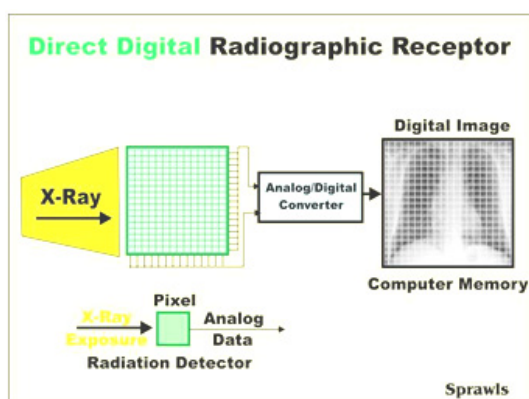 Direct Digital Radiographic Receptor
X-Ray
Analog/Digital
Converter
Digital Image
Computer Memory
Pixel
X-Ray
Exposure
Analog
Data
Radiation Detector
Sprawls